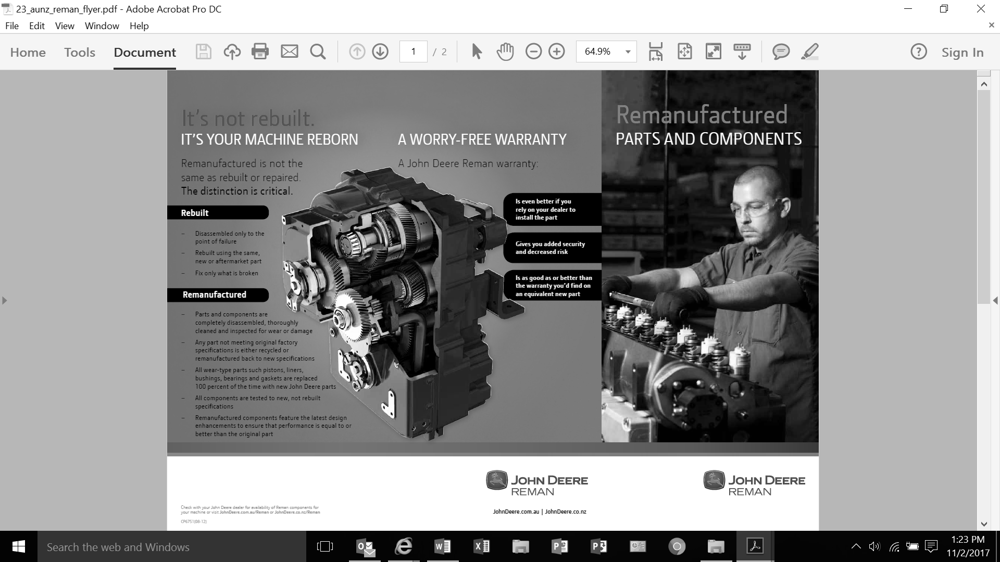 23_aunz_reman_flyer.pdf - Adobe Acrobat Pro DC
File Edit View Window Help
Home Tools Document 1 / 2 64.9% Sign In
It's not rebuilt.
IT'S YOUR MACHINE REBORN
Remanufactured is not the
same as rebuilt or repaired.
The distinction is critical.
Rebuilt
– Disassembled only to the
point of failure
– Rebuilt using the same,
new or aftermarket part
– Fix only what is broken
Remanufactured
– Parts and components are
completely disassembled, thoroughly
cleaned and inspected for wear or damage
– Any part not meeting original factory
specifications is either recycled or
remanufactured back to new specifications
– All wear-type parts such pistons, liners,
bushings, bearings and gaskets are replaced
100 percent of the time with new John Deere parts
– All components are tested to new, not rebuilt
specifications
– Remanufactured components feature the latest design
enhancements to ensure that performance is equal to or
better than the original part
A WORRY-FREE WARRANTY
A John Deere Reman warranty:
Is even better if you
rely on your dealer to
install the part
Gives you added security
and decreased risk
Is as good as or better than
the warranty you'd find on
an equivalent new part
Remanufactured
PARTS AND COMPONENTS
Check with your John Deere dealer for availability of Reman components for
your machine or visit JohnDeere.com.au/Reman or JohnDeere.co.nz/Reman
CP6751(08-12)
JOHN DEERE
REMAN
JohnDeere.com.au | JohnDeere.co.nz
JOHN DEERE
REMAN
Search the web and Windows
1:23 PM
11/2/2017